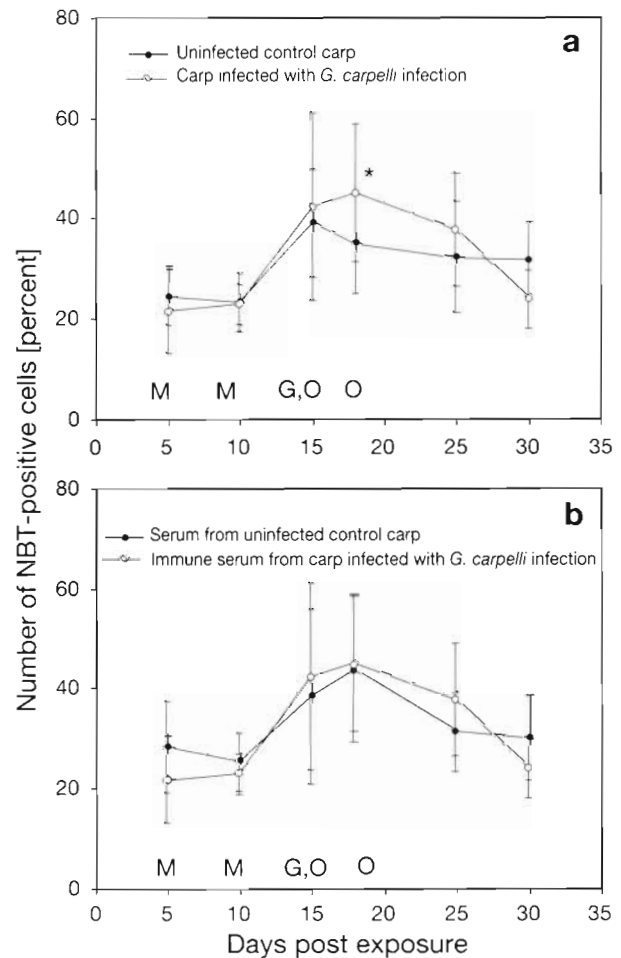 Number of NBT-positive cells [percent]
80
a
Uninfected control carp
Carp infected with G. carpelli infection
60
*
40
20
M M G,O O
0
0 5 10 15 20 25 30 35
80
b
Serum from uninfected control carp
Immune serum from carp infected with G. carpelli infection
60
40
20
M M G,O O
0
0 5 10 15 20 25 30 35
Days post exposure